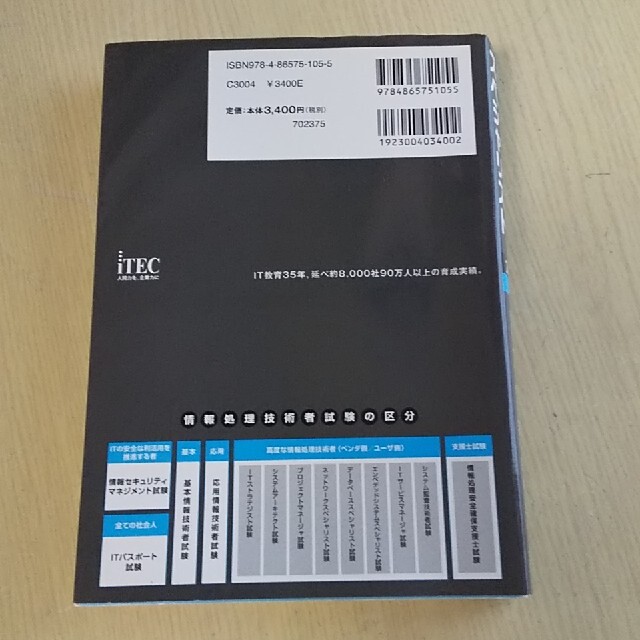 ISBN978-4-86575-105-5
C3004 ¥3400E
定価:本体3,400円(税別)
702375
9784865751055
1923004034002
iTEC
人間力を、企業力に
IT教育35年、延べ約8,000社90万人以上の育成実績。
情報処理技術者試験の区分
ITの安全な利活用を
推進する者
基本
応用
高度な情報処理技術者(ベンダ側・ユーザ側)
支援士試験
情報セキュリティ
マネジメント試験
全ての社会人
ITパスポート
試験
基本情報技術者試験
応用情報技術者試験
ITストラテジスト試験
システムアーキテクト試験
プロジェクトマネージャ試験
ネットワークスペシャリスト試験
データベーススペシャリスト試験
エンベデッドシステムスペシャリスト試験
ITサービスマネージャ試験
システム監査技術者試験
情報処理安全確保支援士試験